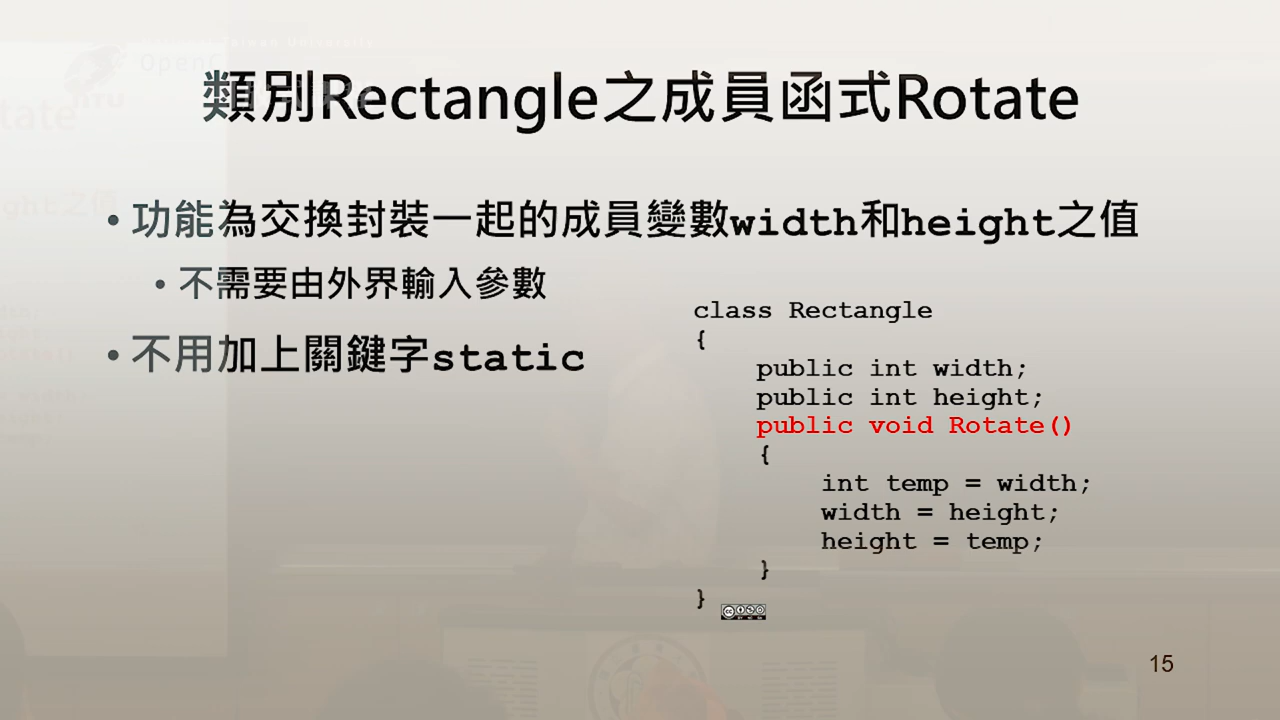 類別Rectangle之成員函式Rotate
• 功能為交換封裝一起的成員變數width和height之值
• 不需要由外界輸入參數
• 不用加上關鍵字static
class Rectangle
{
public int width;
public int height;
public void Rotate()
{
int temp = width;
width = height;
height = temp;
}
}
15